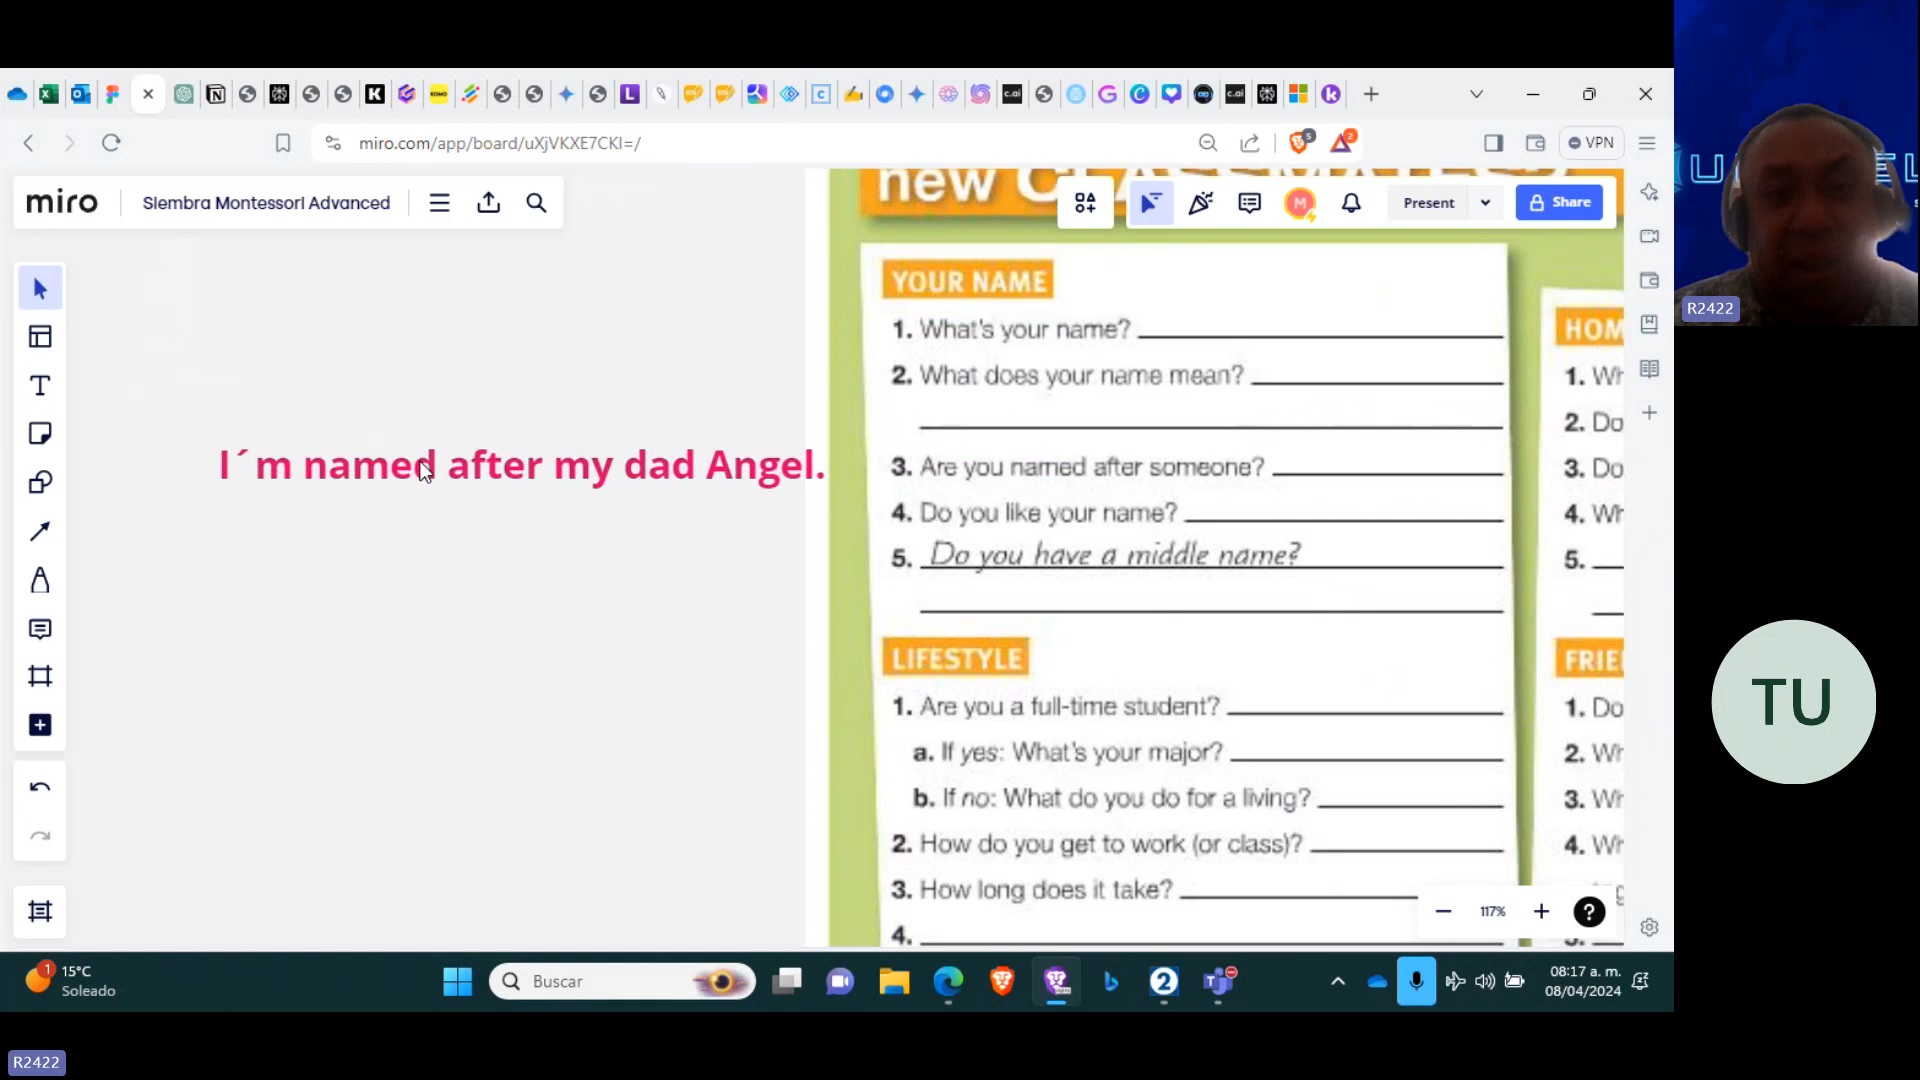 miro.com/app/board/uXjVKXE7CKI=/
VPN
miro
Siembra Montessori Advanced
Present
Share
new
YOUR NAME
1. What's your name?
2. What does your name mean?
3. Are you named after someone?
4. Do you like your name?
5. Do you have a middle name?
I´m named after my dad Angel.
LIFESTYLE
1. Are you a full-time student?
a. If yes: What's your major?
b. If no: What do you do for a living?
2. How do you get to work (or class)?
3. How long does it take?
4.
HOM
1. Wh
2. Do
3. Do
4. Wh
5.
FRIE
1. Do
2. Wh
3. Wh
4. Wh
117%
15°C
Soleado
Buscar
08:17 a. m.
08/04/2024
R2422
TU
R2422